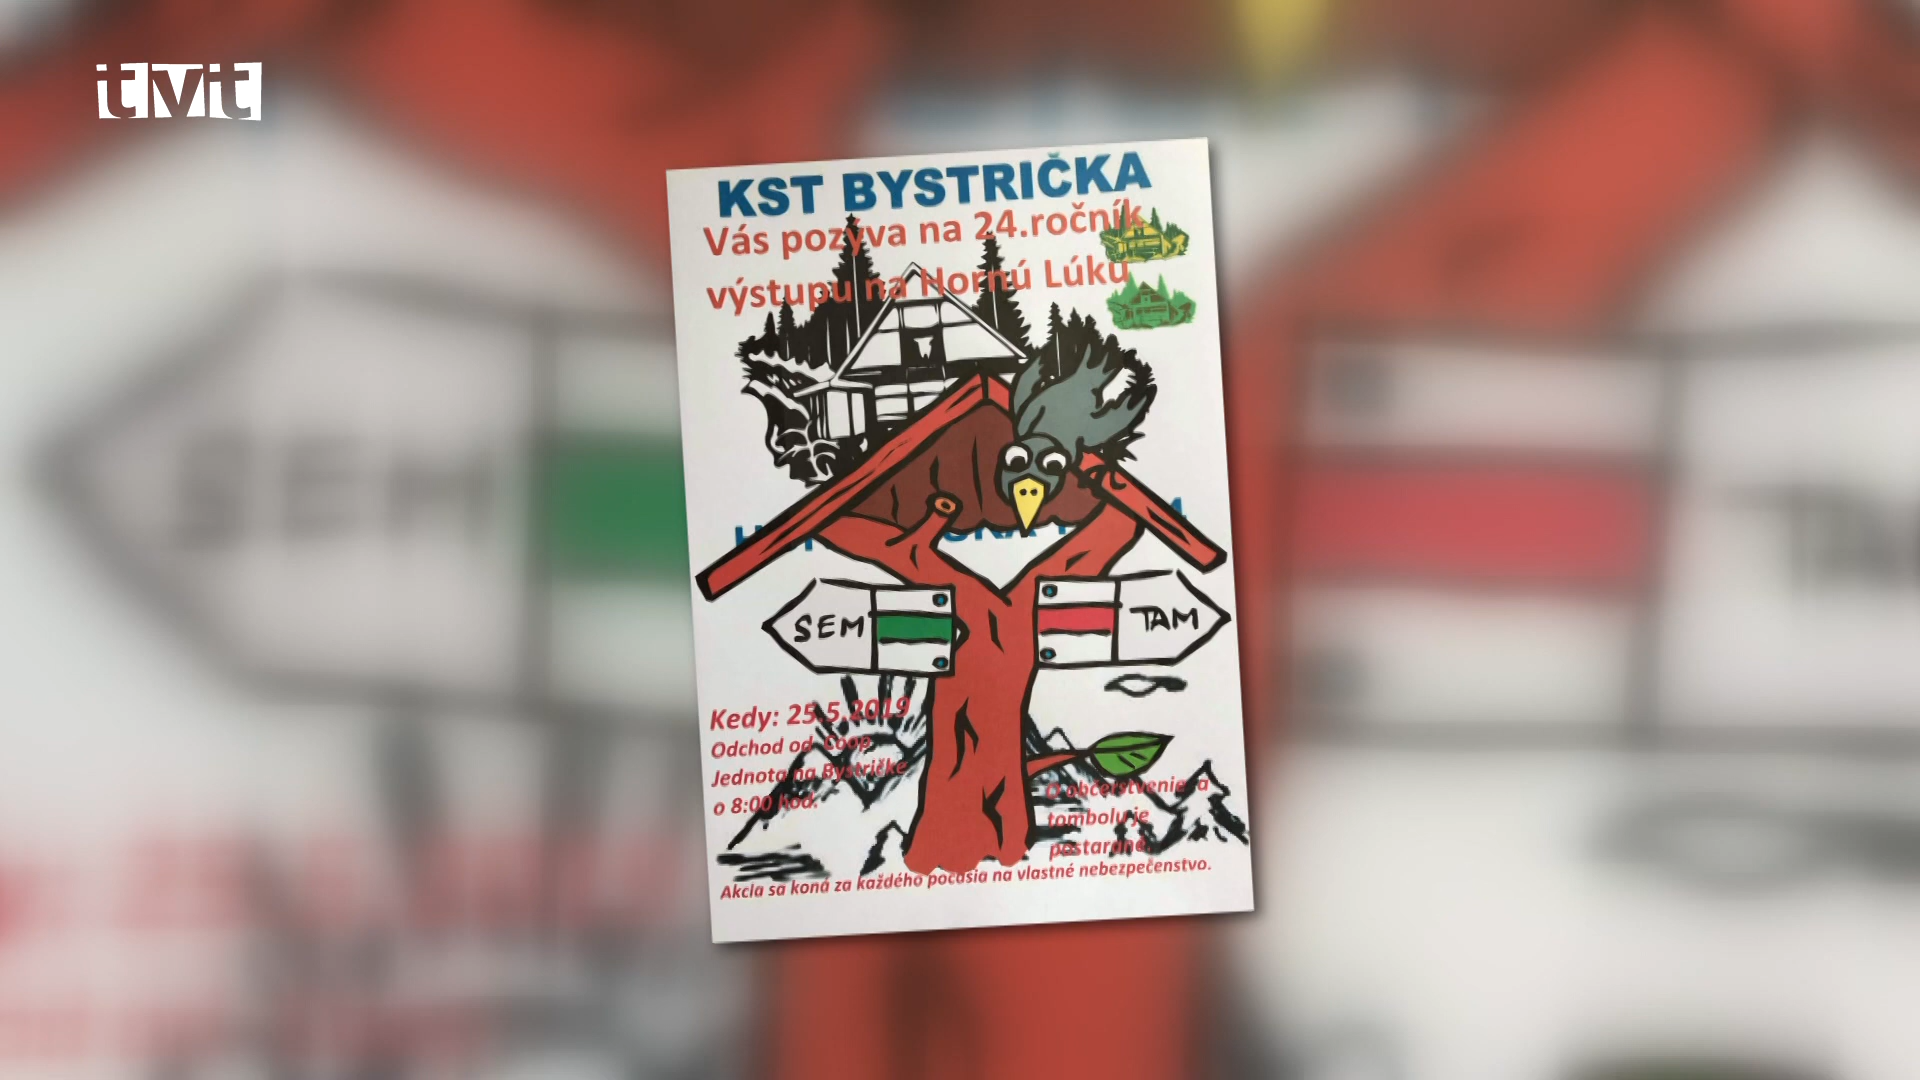 tvt
KST BYSTRIČKA
Vás pozýva na 24.ročník
výstupu na Hornú Lúku
SEM
TAM
Kedy: 25.5.2019
Odchod od Coop
Jednota na Bystričke
o 8:00 hod.
O občerstvenie a
tombolu je
postarané.
Akcia sa koná za každého počasia na vlastné nebezpečenstvo.